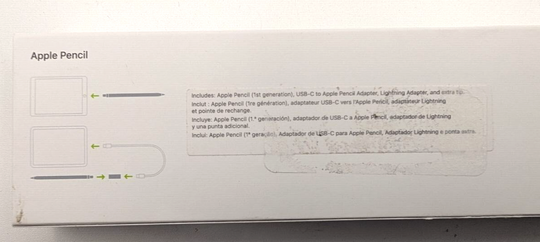 Apple Pencil
Includes: Apple Pencil (1st generation), USB-C to Apple Pencil Adapter, Lightning Adapter, and extra tip.
Inclut : Apple Pencil (1re génération), adaptateur USB-C vers l'Apple Pencil, adaptateur Lightning
et pointe de rechange.
Incluye: Apple Pencil (1.ª generación), adaptador de USB-C a Apple Pencil, adaptador de Lightning
y una punta adicional.
Inclui: Apple Pencil (1ª geração), Adaptador de USB-C para Apple Pencil, Adaptador Lightning e ponta extra.